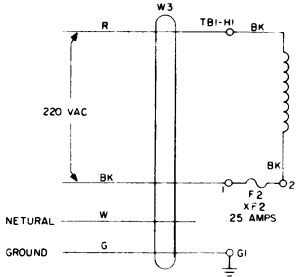 W3
R
TB1-H1
BK
220 VAC
BK
BK
1
2
F2
XF2
25 AMPS
NETURAL
W
GROUND
G
G1